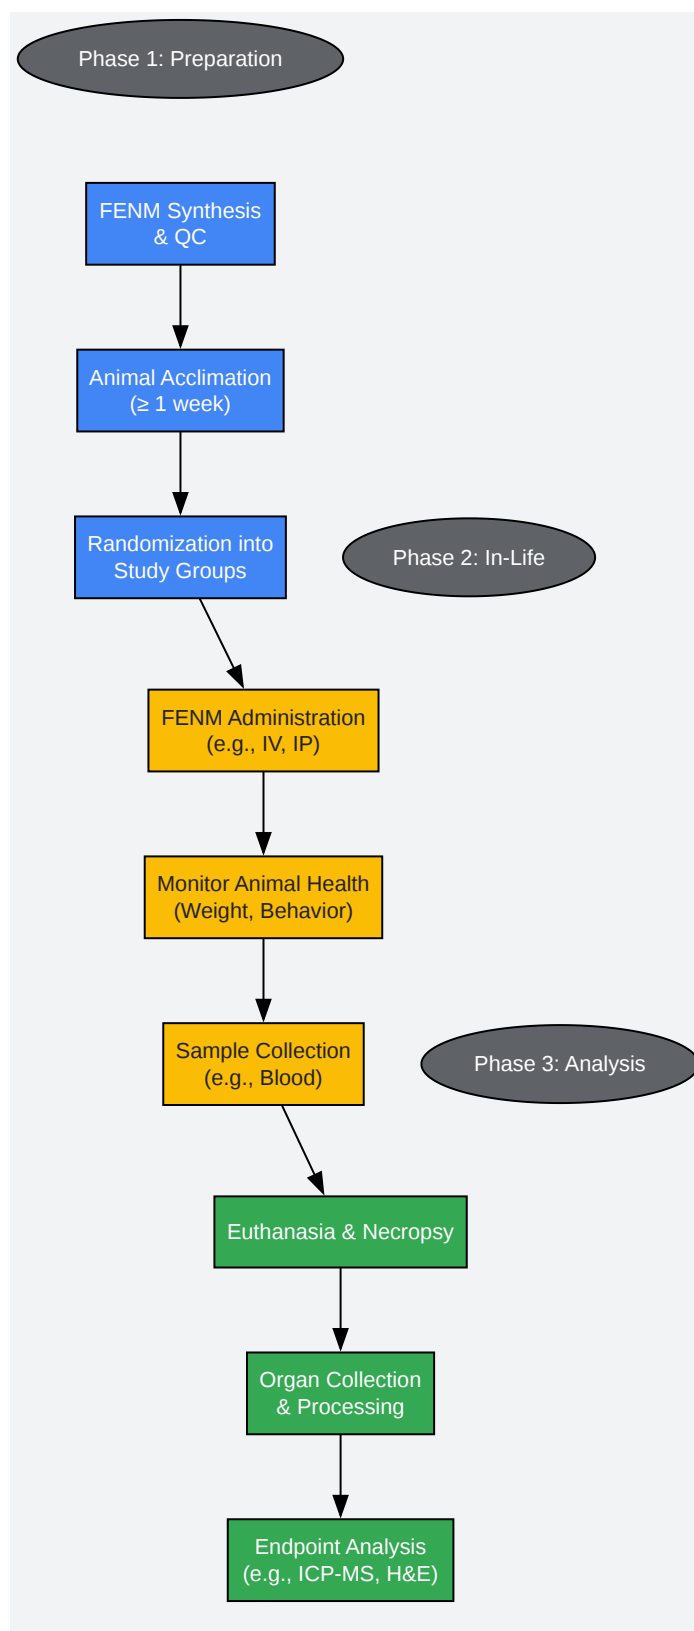 Phase 1: Preparation
FENM Synthesis
& QC
Animal Acclimation
(≥ 1 week)
Randomization into
Study Groups
Phase 2: In-Life
FENM Administration
(e.g., IV, IP)
Monitor Animal Health
(Weight, Behavior)
Sample Collection
(e.g., Blood)
Phase 3: Analysis
Euthanasia & Necropsy
Organ Collection
& Processing
Endpoint Analysis
(e.g., ICP-MS, H&E)